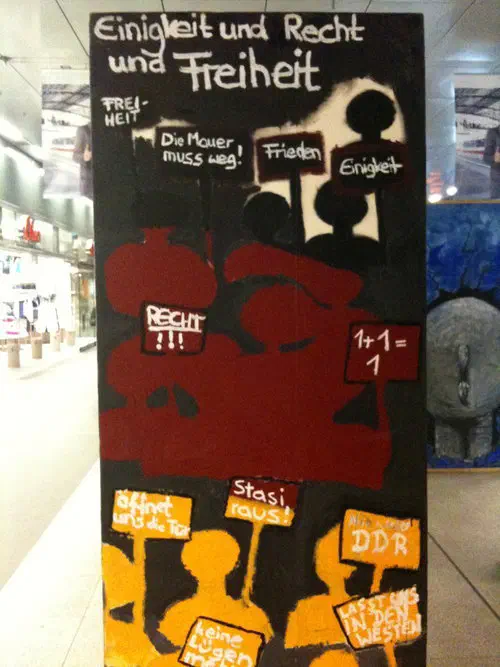 Einigkeit und Recht
und Freiheit
FREI-
HEIT
Die Mauer
muss weg!
Frieden
Einigkeit
RECHT
!!!
1+1=
1
Stasi
raus!
öffnet
uns die Tür
DDR
LASST UNS
IN DEN
WESTEN
keine
Lügen